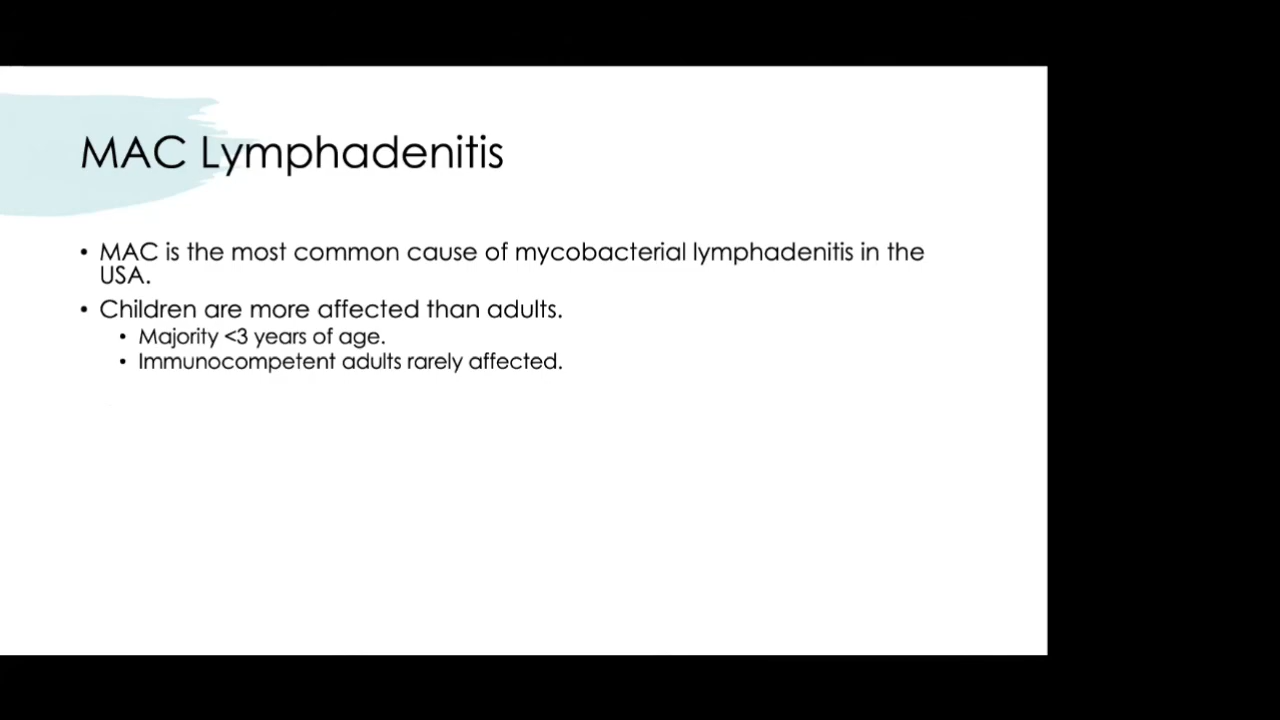 MAC Lymphadenitis
• MAC is the most common cause of mycobacterial lymphadenitis in the
USA.
• Children are more affected than adults.
• Majority <3 years of age.
• Immunocompetent adults rarely affected.